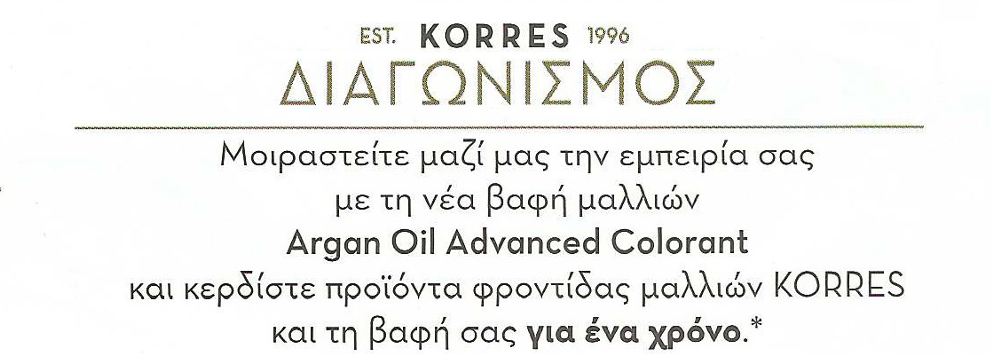 EST. KORRES 1996
ΔΙΑΓΩΝΙΣΜΟΣ
Μοιραστείτε μαζί μας την εμπειρία σας
με τη νέα βαφή μαλλιών
Argan Oil Advanced Colorant
και κερδίστε προϊόντα φροντίδας μαλλιών KORRES
και τη βαφή σας για ένα χρόνο.*